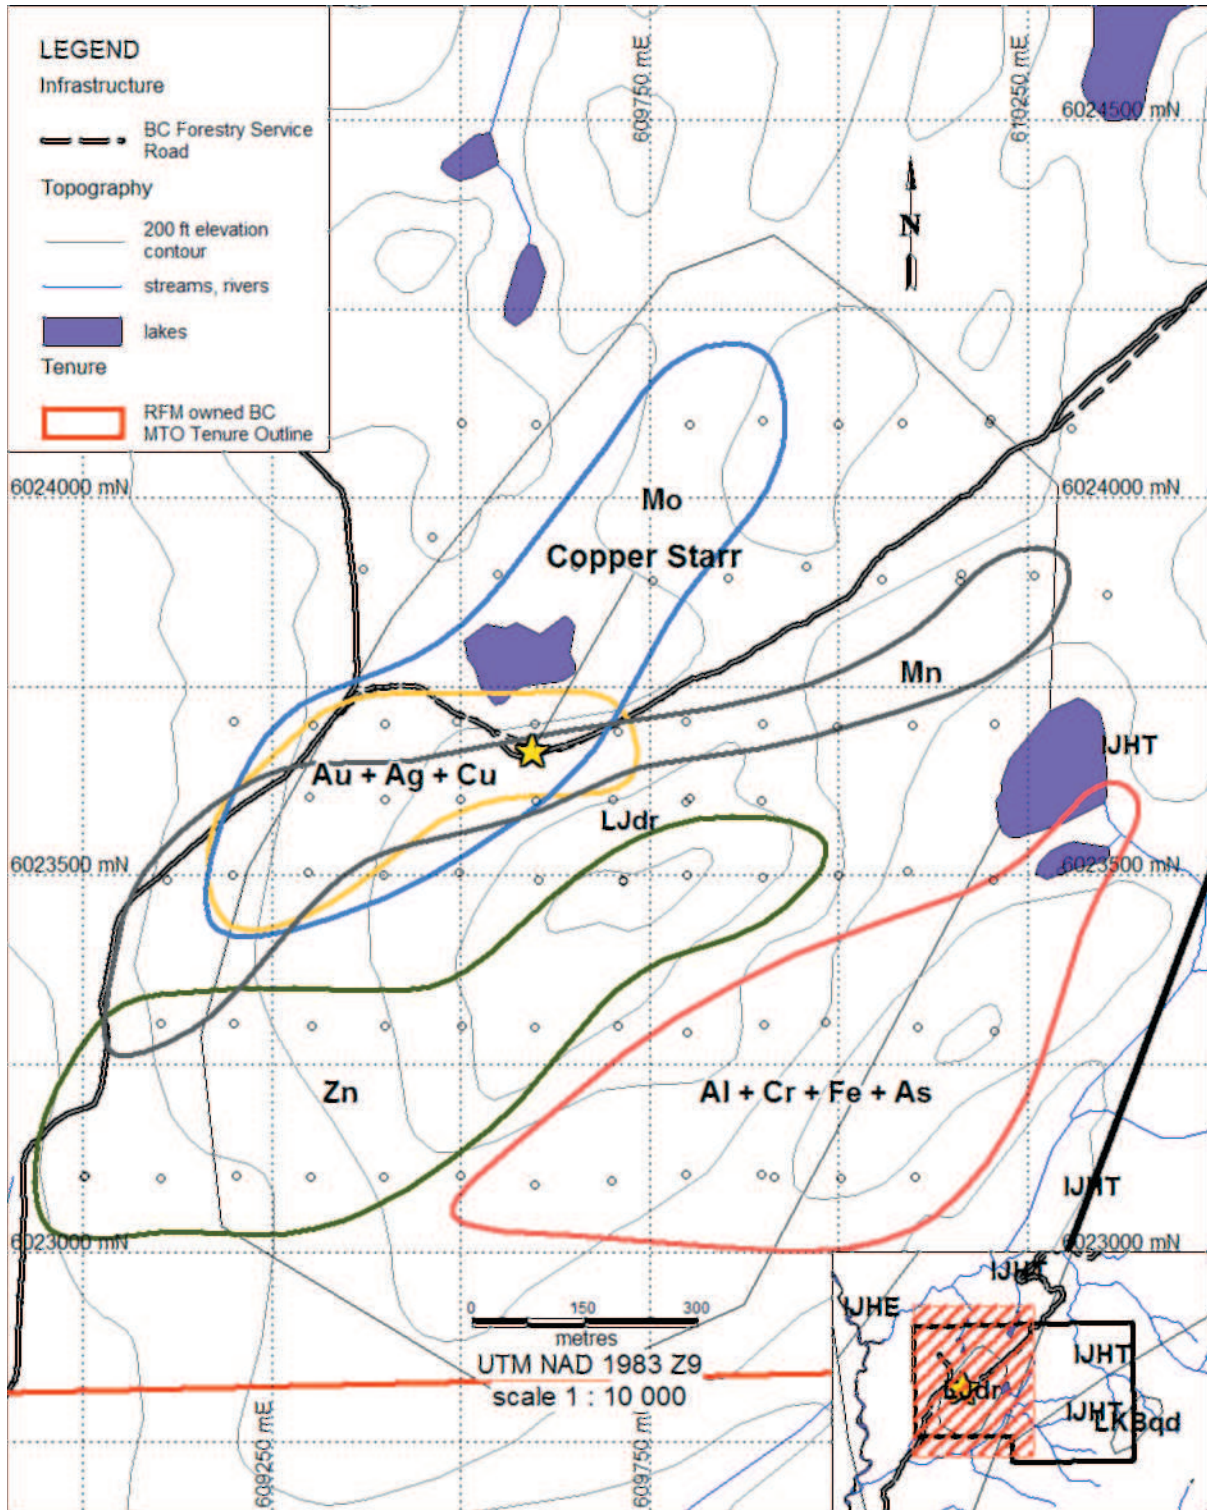 LEGEND
Infrastructure
BC Forestry Service
Road
Topography
200 ft elevation
contour
streams, rivers
lakes
Tenure
RFM owned BC
MTO Tenure Outline
609750 mE
610250 mE
6024500 mN
N
6024000 mN
6024000 mN
Mo
Copper Starr
Mn
IJHT
Au + Ag + Cu
LJdr
6023500 mN
6023500 mN
Zn
Al + Cr + Fe + As
IJHT
6023000 mN
6023000 mN
0 150 300
metres
UTM NAD 1983 Z9
scale 1 : 10 000
609250 mE
609750
IJHT
IJHE
IJHT
LJdr
IJHT
LKBqd